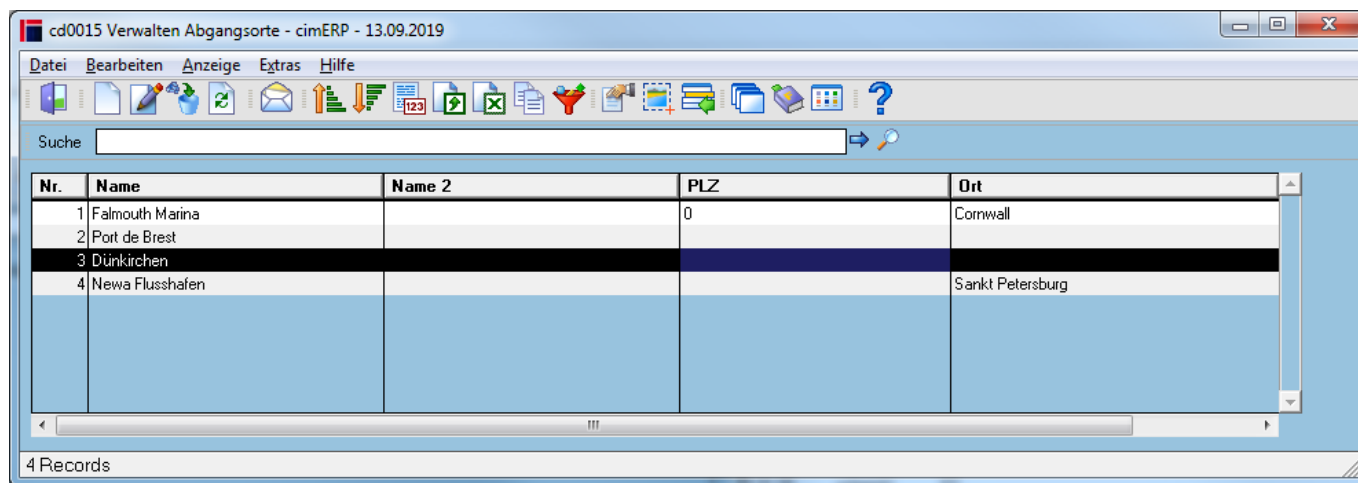 cd0015 Verwalten Abgangsorte - cimERP - 13.09.2019
Datei Bearbeiten Anzeige Extras Hilfe
123
Suche
Nr. Name Name 2 PLZ Ort
1 Falmouth Marina 0 Cornwall
2 Port de Brest
3 Dünkirchen
4 Newa Flusshafen Sankt Petersburg
4 Records